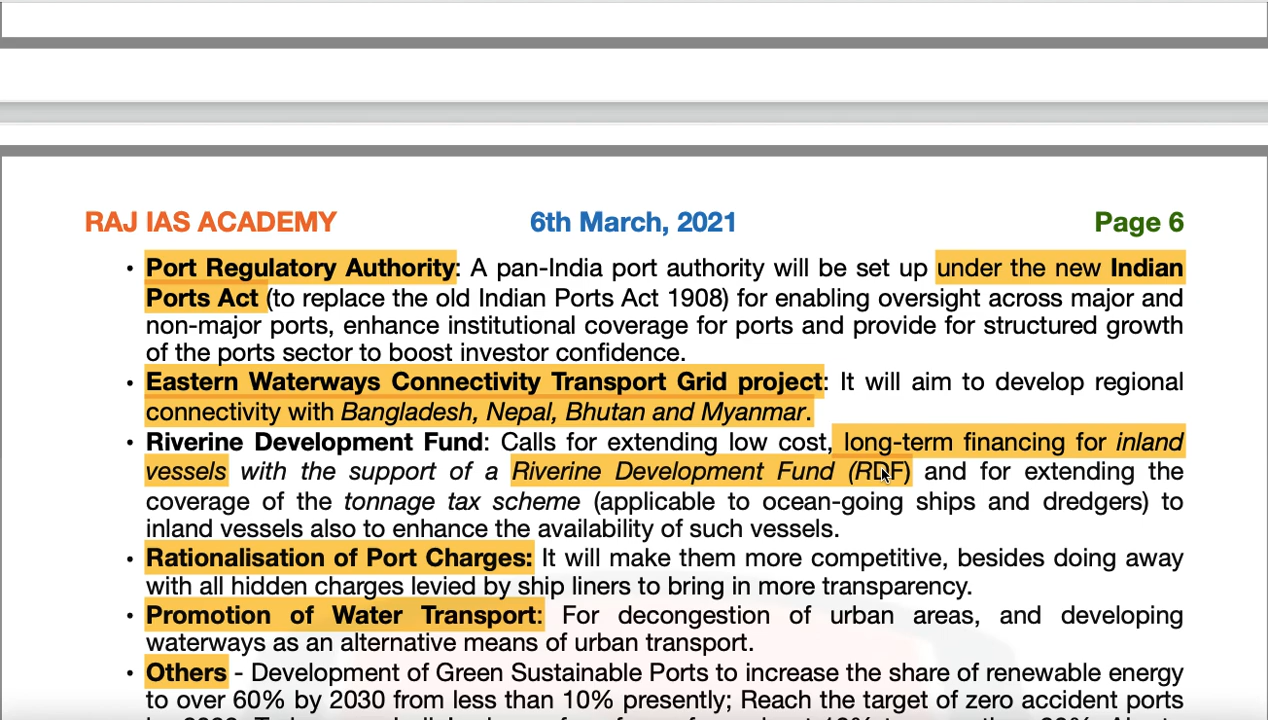 RAJ IAS ACADEMY 6th March, 2021 Page 6
• Port Regulatory Authority: A pan-India port authority will be set up under the new Indian
Ports Act (to replace the old Indian Ports Act 1908) for enabling oversight across major and
non-major ports, enhance institutional coverage for ports and provide for structured growth
of the ports sector to boost investor confidence.
• Eastern Waterways Connectivity Transport Grid project: It will aim to develop regional
connectivity with Bangladesh, Nepal, Bhutan and Myanmar.
• Riverine Development Fund: Calls for extending low cost, long-term financing for inland
vessels with the support of a Riverine Development Fund (RDF) and for extending the
coverage of the tonnage tax scheme (applicable to ocean-going ships and dredgers) to
inland vessels also to enhance the availability of such vessels.
• Rationalisation of Port Charges: It will make them more competitive, besides doing away
with all hidden charges levied by ship liners to bring in more transparency.
• Promotion of Water Transport: For decongestion of urban areas, and developing
waterways as an alternative means of urban transport.
• Others - Development of Green Sustainable Ports to increase the share of renewable energy
to over 60% by 2030 from less than 10% presently; Reach the target of zero accident ports